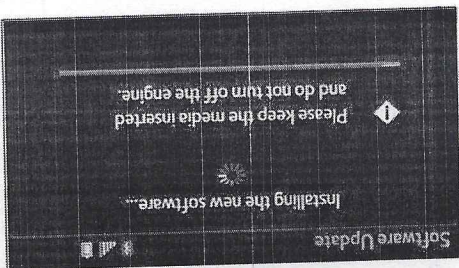 Software Update
Installing the new software...
Please keep the media inserted
and do not turn off the engine.